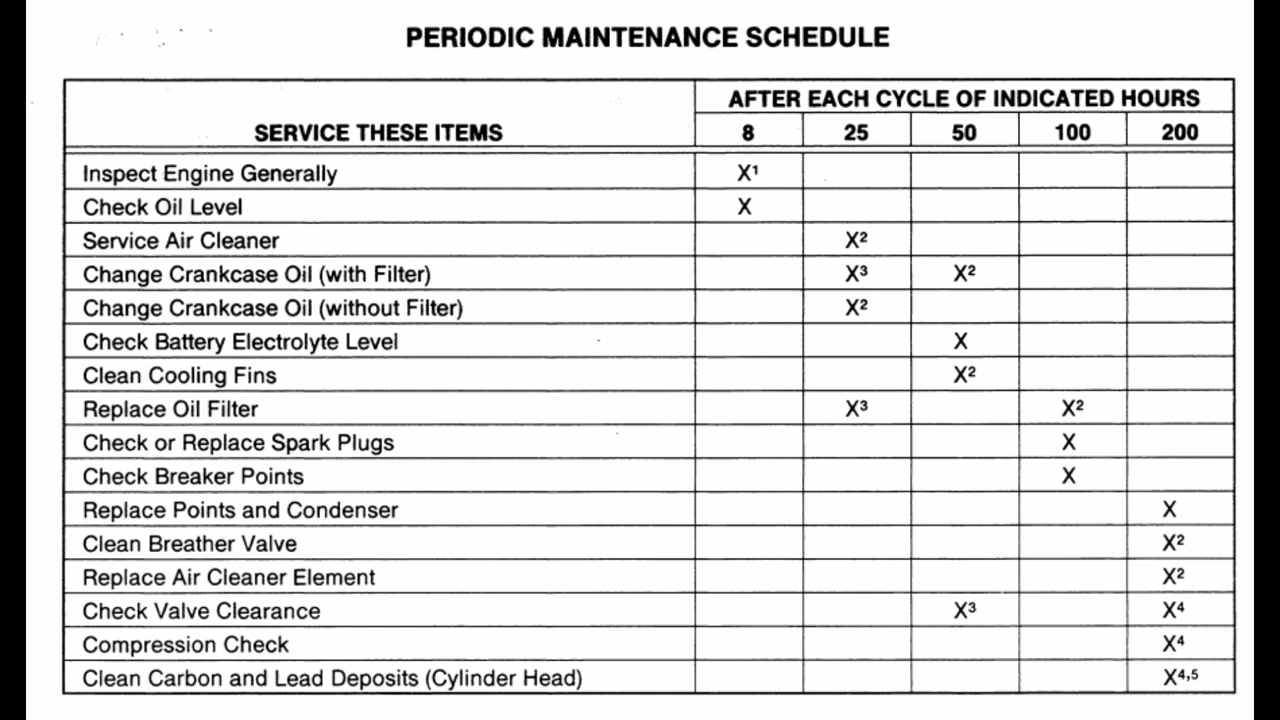 PERIODIC MAINTENANCE SCHEDULE
AFTER EACH CYCLE OF INDICATED HOURS
SERVICE THESE ITEMS 8 25 50 100 200
Inspect Engine Generally X¹
Check Oil Level X
Service Air Cleaner X²
Change Crankcase Oil (with Filter) X³ X²
Change Crankcase Oil (without Filter) X²
Check Battery Electrolyte Level X
Clean Cooling Fins X²
Replace Oil Filter X³ X²
Check or Replace Spark Plugs X
Check Breaker Points X
Replace Points and Condenser X
Clean Breather Valve X²
Replace Air Cleaner Element X²
Check Valve Clearance X³ X⁴
Compression Check X⁴
Clean Carbon and Lead Deposits (Cylinder Head) X⁴,⁵